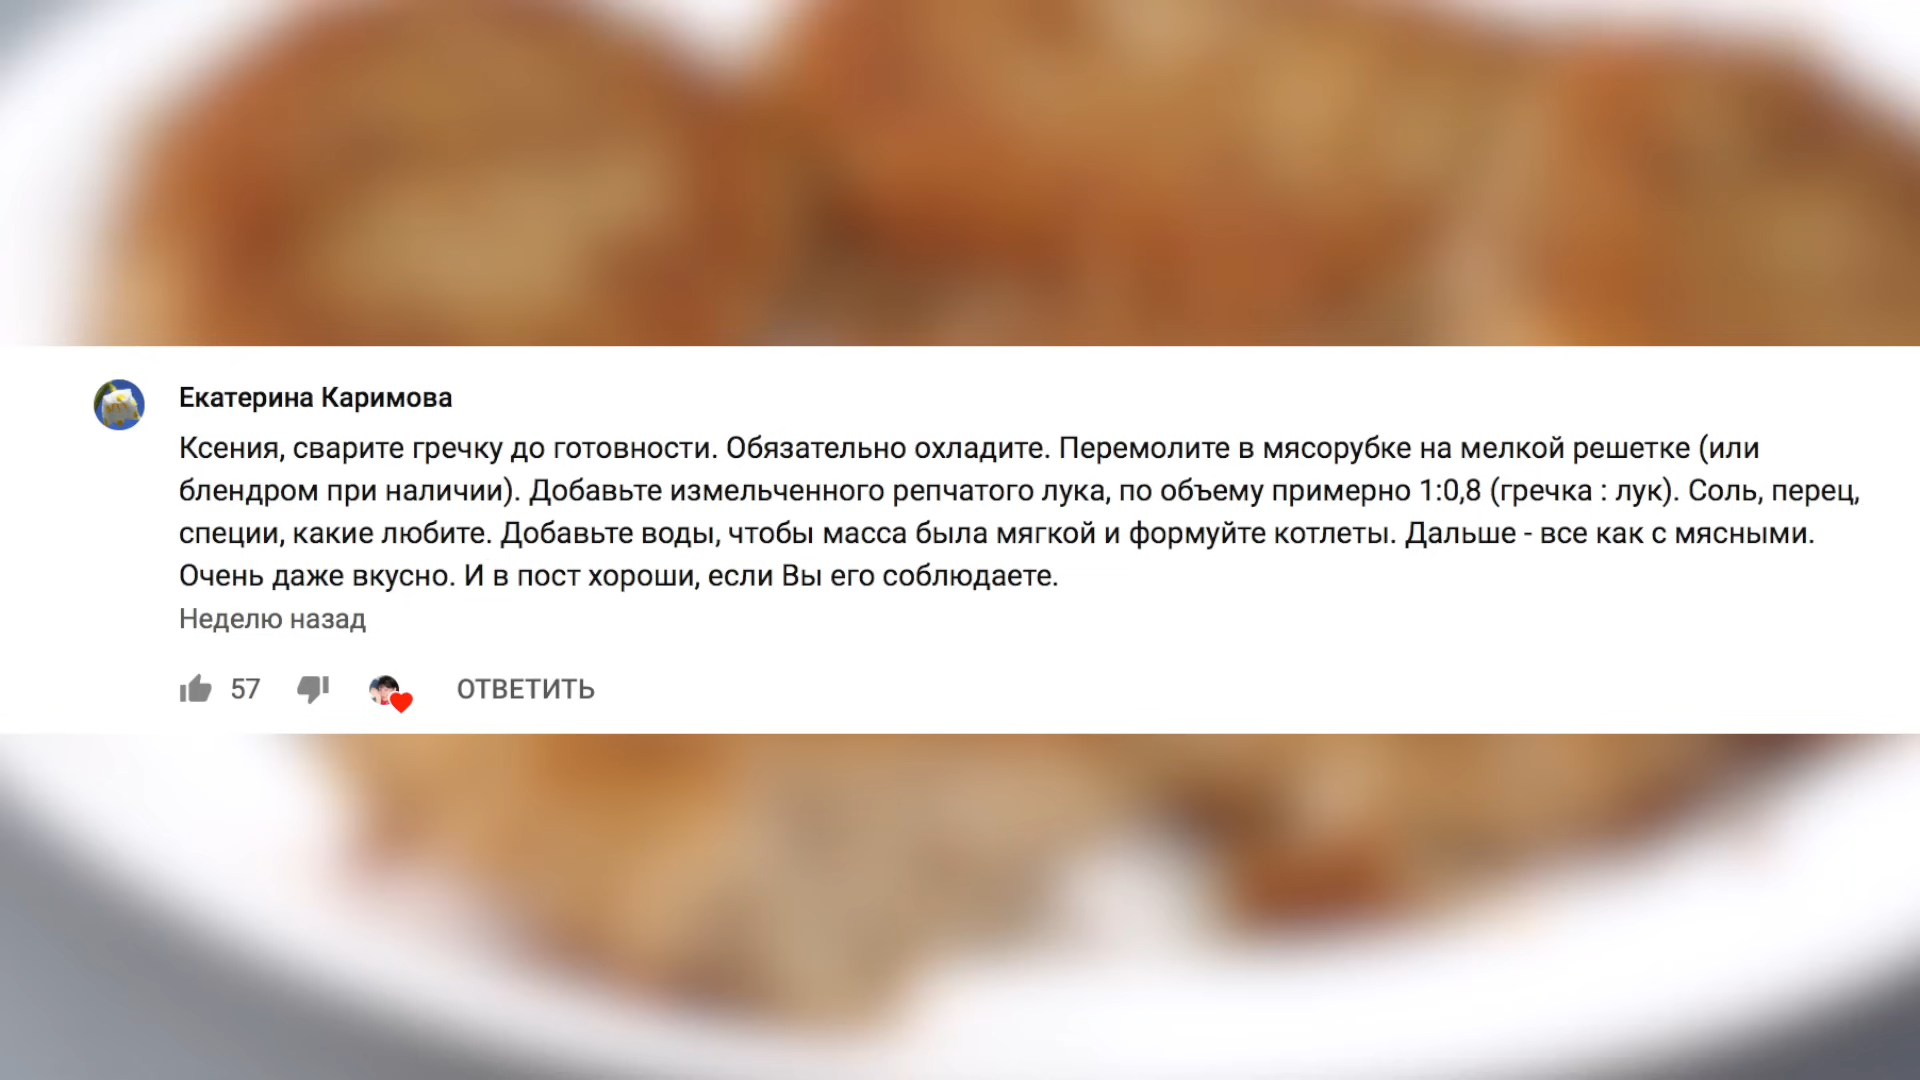 Екатерина Каримова
Ксения, сварите гречку до готовности. Обязательно охладите. Перемолите в мясорубке на мелкой решетке (или
блендром при наличии). Добавьте измельченного репчатого лука, по объему примерно 1:0,8 (гречка : лук). Соль, перец,
специи, какие любите. Добавьте воды, чтобы масса была мягкой и формуйте котлеты. Дальше - все как с мясными.
Очень даже вкусно. И в пост хороши, если Вы его соблюдаете.
Неделю назад
57 ОТВЕТИТЬ